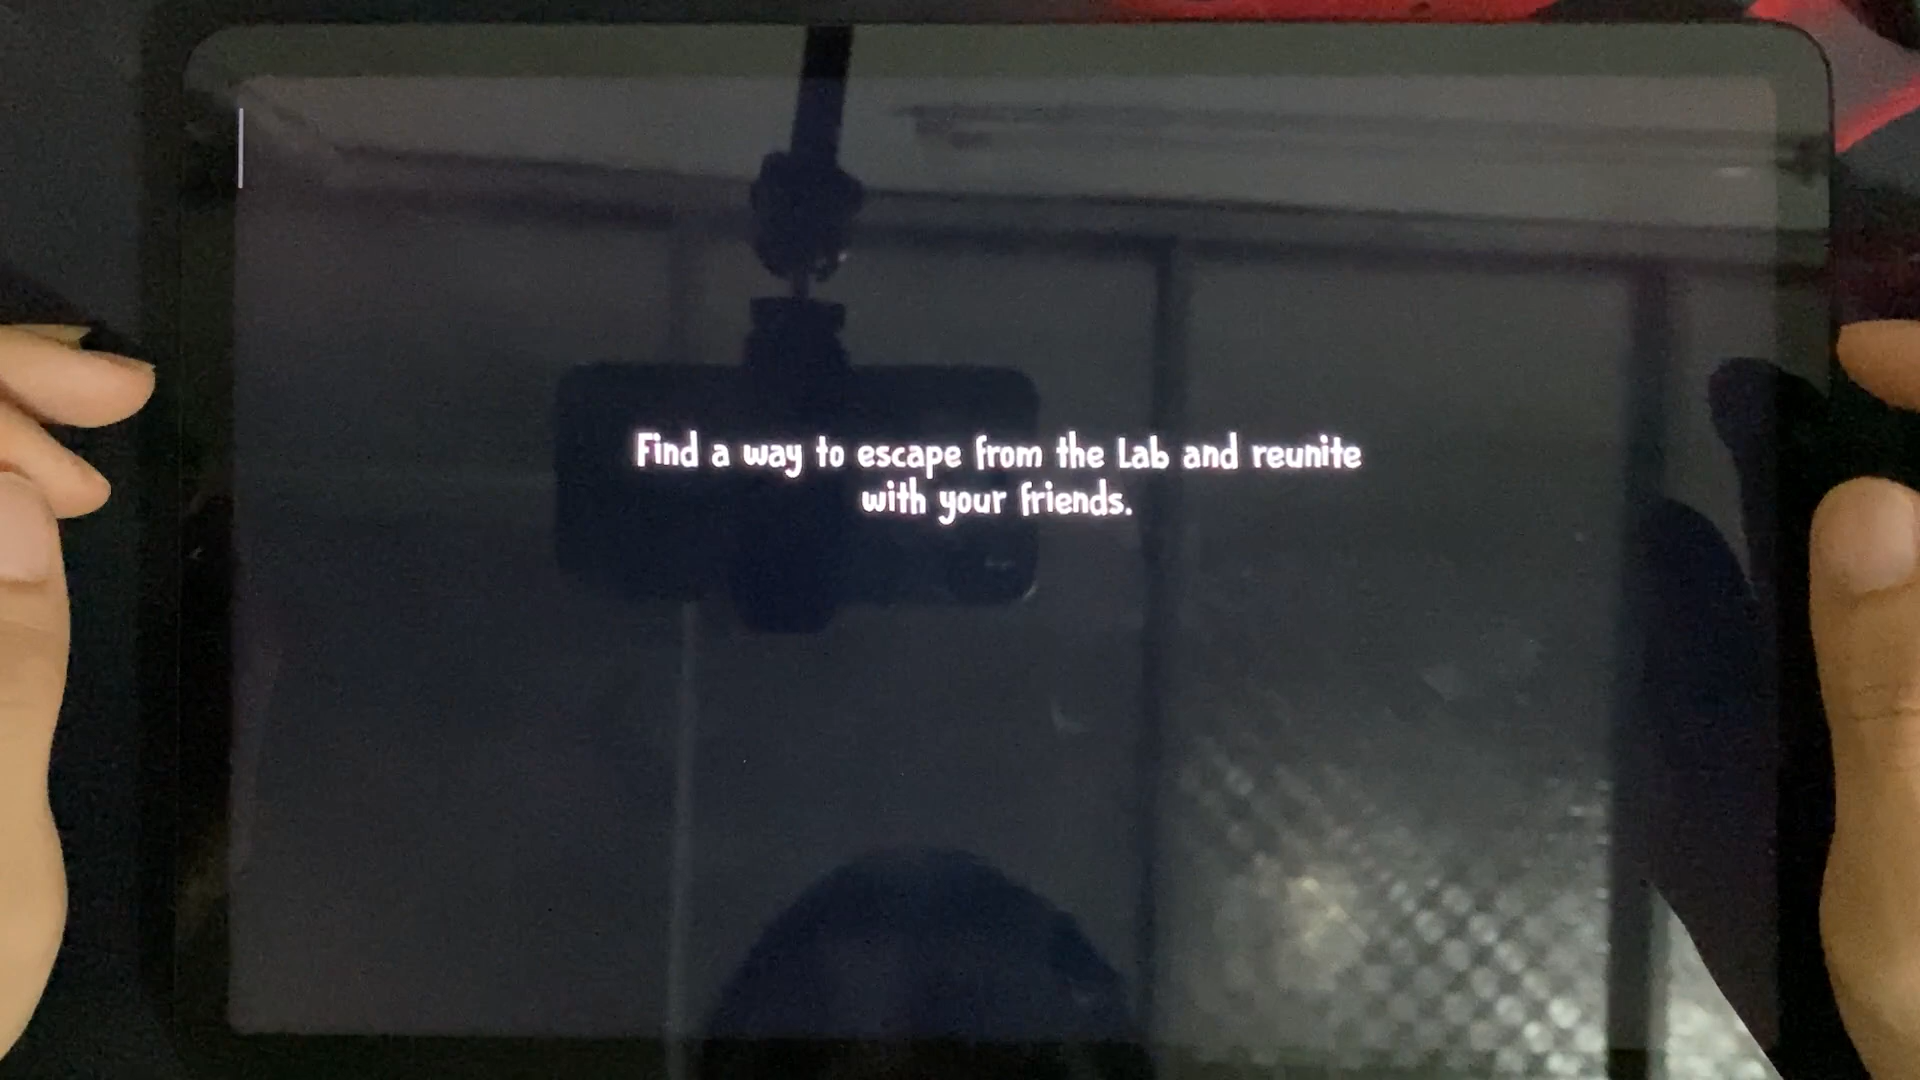 Find a way to escape from the Lab and reunite
with your friends.